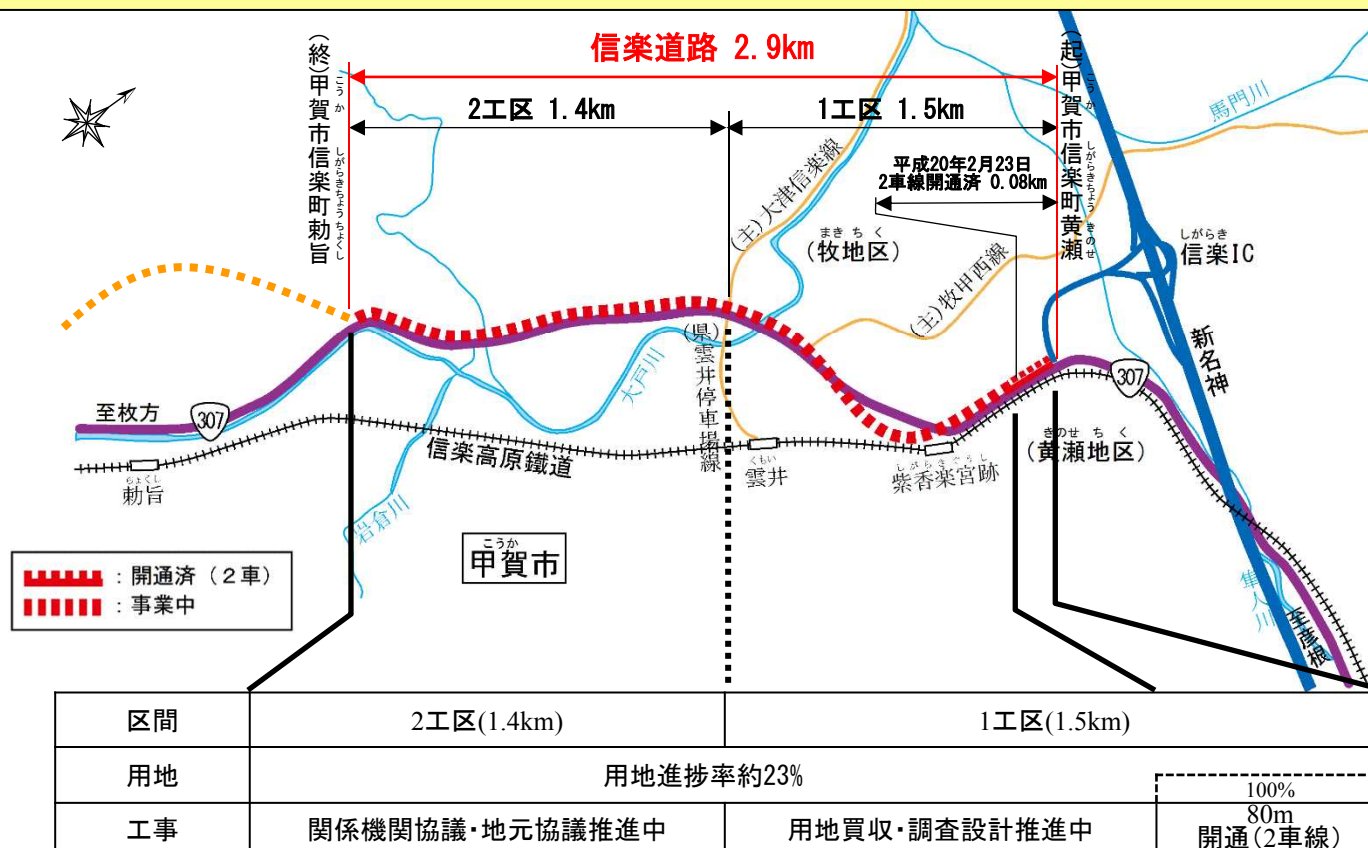 信楽道路 2.9km
2工区 1.4km
1工区 1.5km
平成20年2月23日
2車線開通済 0.08km
(終)甲賀市信楽町勅旨
こうか
しがらきちょう ちょくし
(起)甲賀市信楽町黄瀬
こうか
しがらきちょう きのせ
馬門川
(主)大津信楽線
まきちく
(牧地区)
(主)牧甲西線
しがらき
信楽IC
新名神
大戸川
(県)雲井停車場線
307
至枚方
307
信楽高原鐵道
ちょくし
勅旨
くもい
雲井
しがらきぐうし
紫香楽宮跡
きのせちく
(黄瀬地区)
岩倉川
こうか
甲賀市
隼人川
至彦根
:開通済(2車)
:事業中
区間
2工区(1.4km)
1工区(1.5km)
用地
用地進捗率約23%
100%
工事
関係機関協議・地元協議推進中
用地買収・調査設計推進中
80m
開通(2車線)